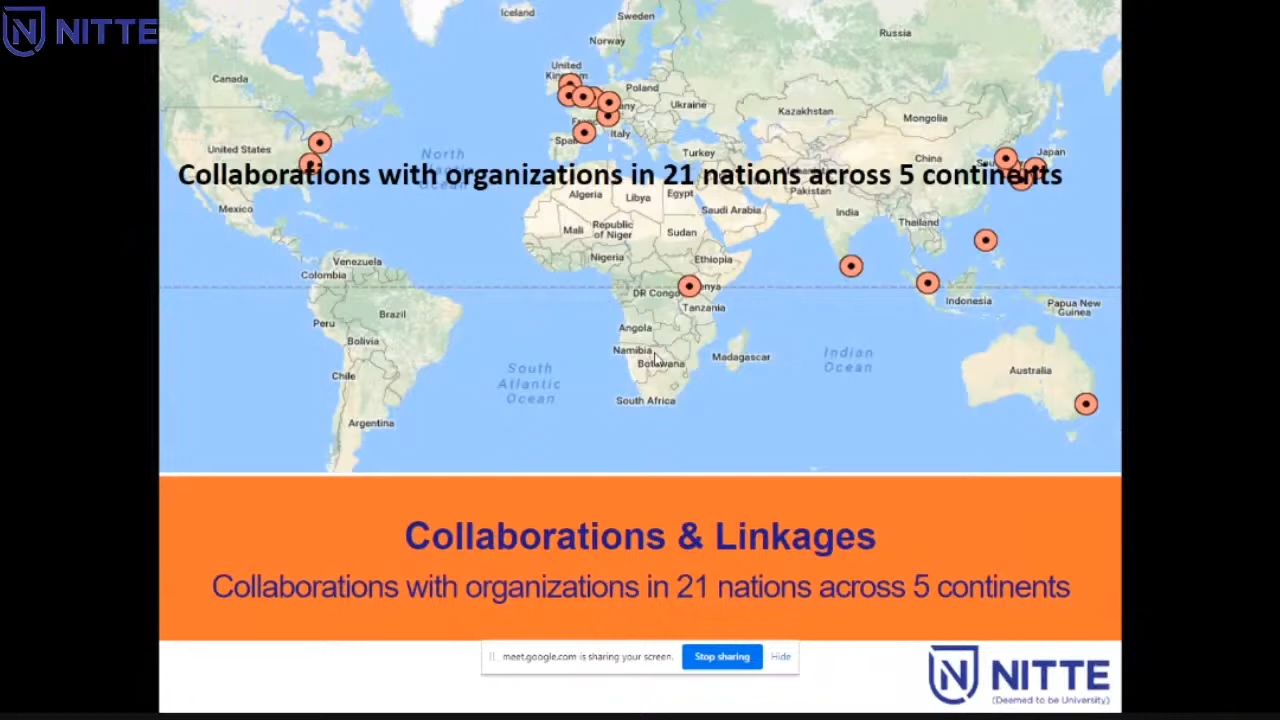 NITTE
Iceland
Sweden
Norway
Russia
Canada
United
Poland
Ukraine
Kazakhstan
Mongolia
Italy
United States
Turkey
China
Japan
North
Collaborations with organizations in 21 nations across 5 continents
Pakistan
Mexico
Algeria
Libya
Egypt
Saudi Arabia
India
Thailand
Mali
Republic
of Niger
Sudan
Nigeria
Ethiopia
Venezuela
Colombia
DR Congo
Tanzania
Indonesia
Papua New
Guinea
Peru
Brazil
Angola
Bolivia
Namibia
Botswana
Madagascar
Indian
Ocean
South
Atlantic
Ocean
Chile
Australia
South Africa
Argentina
Collaborations & Linkages
Collaborations with organizations in 21 nations across 5 continents
meet.google.com is sharing your screen.
Stop sharing
Hide
NITTE
(Deemed to be University)